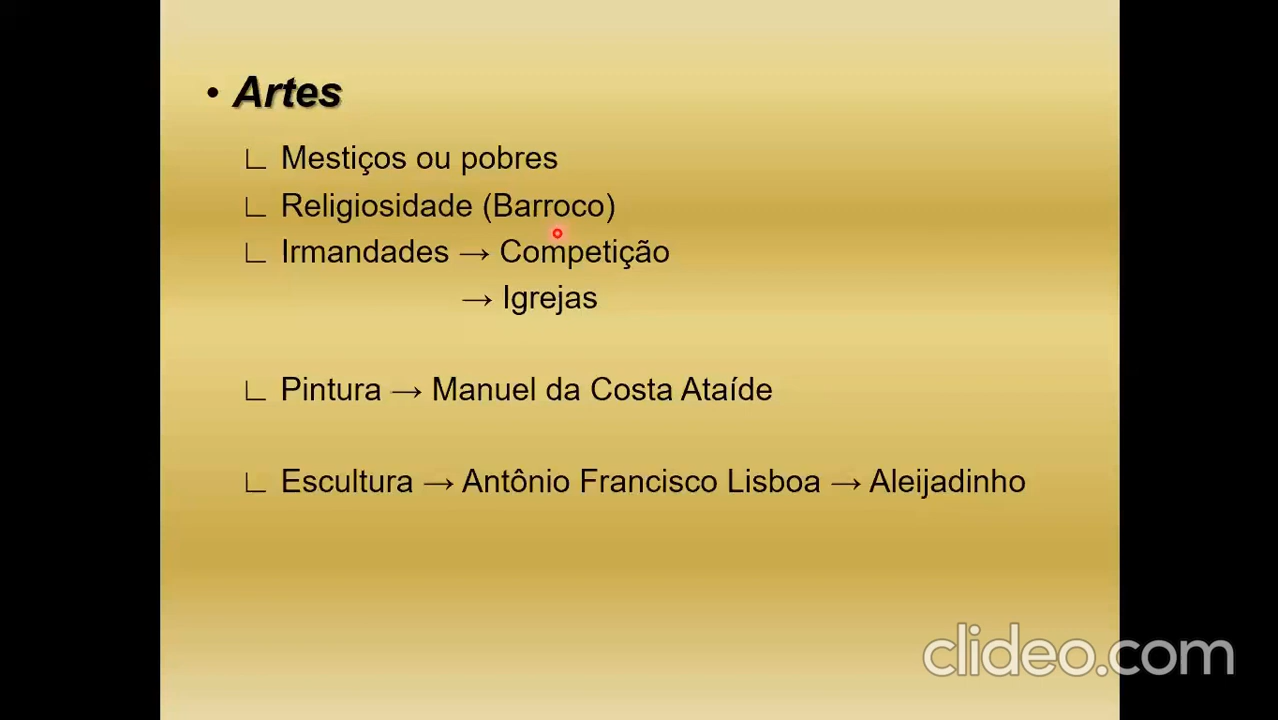 • Artes
∟ Mestiços ou pobres
∟ Religiosidade (Barroco)
∟ Irmandades → Competição
→ Igrejas
∟ Pintura → Manuel da Costa Ataíde
∟ Escultura → Antônio Francisco Lisboa → Aleijadinho
clideo.com